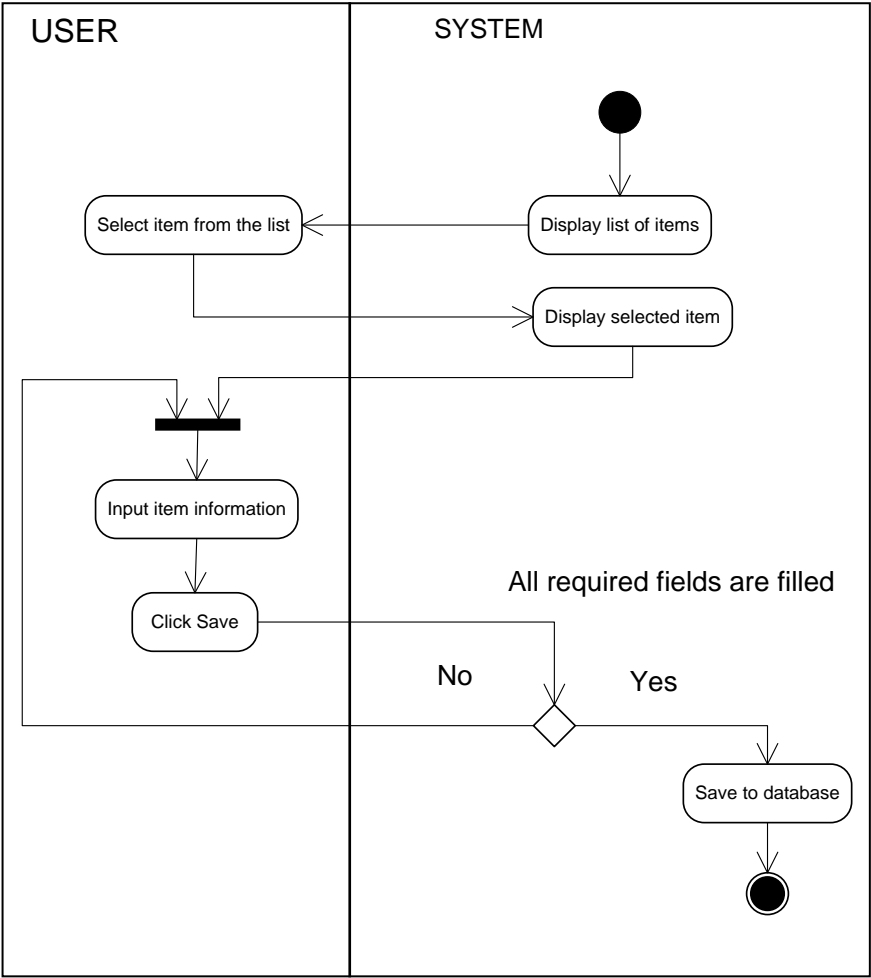 USER
SYSTEM
Select item from the list
Display list of items
Display selected item
Input item information
All required fields are filled
Click Save
No
Yes
Save to database